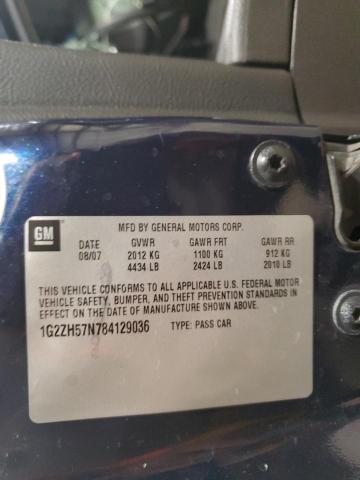 MFD BY GENERAL MOTORS CORP.
GM DATE GVWR GAWR FRT GAWR RR
08/07 2012 KG 1100 KG 912 KG
4434 LB 2424 LB 2010 LB
THIS VEHICLE CONFORMS TO ALL APPLICABLE U.S. FEDERAL MOTOR
VEHICLE SAFETY, BUMPER, AND THEFT PREVENTION STANDARDS IN
EFFECT ON THE DATE OF MANUFACTURE SHOWN ABOVE.
1G2ZH57N784129036 TYPE: PASS CAR